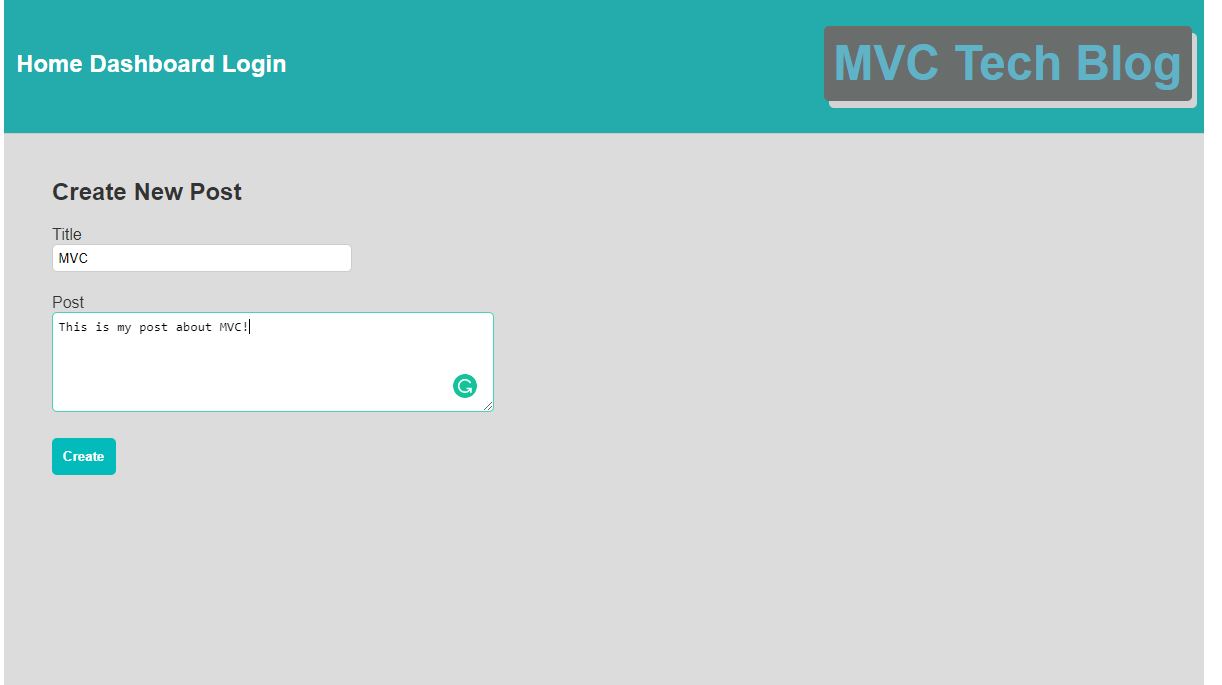 Home Dashboard Login
MVC Tech Blog
Create New Post
Title
MVC
Post
This is my post about MVC!
Create